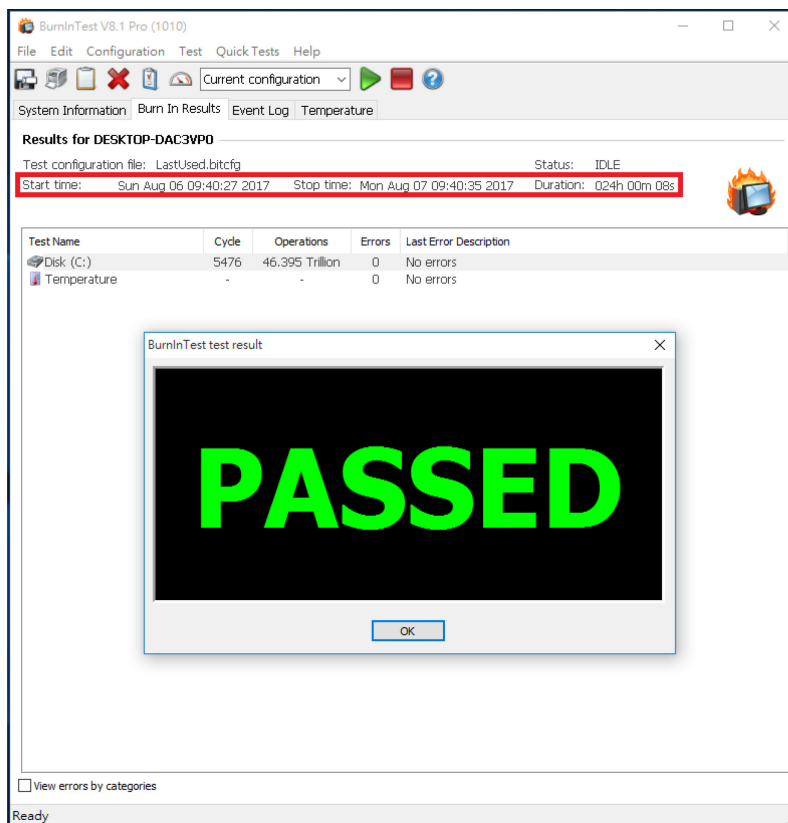 BurnInTest V8.1 Pro (1010)
File Edit Configuration Test Quick Tests Help
Current configuration
System Information Burn In Results Event Log Temperature
Results for DESKTOP-DAC3VP0
Test configuration file: LastUsed.bitcfg Status: IDLE
Start time: Sun Aug 06 09:40:27 2017 Stop time: Mon Aug 07 09:40:35 2017 Duration: 024h 00m 08s
Test Name Cycle Operations Errors Last Error Description
Disk (C:) 5476 46.395 Trillion 0 No errors
Temperature - - 0 No errors
BurnInTest test result
PASSED
OK
View errors by categories
Ready